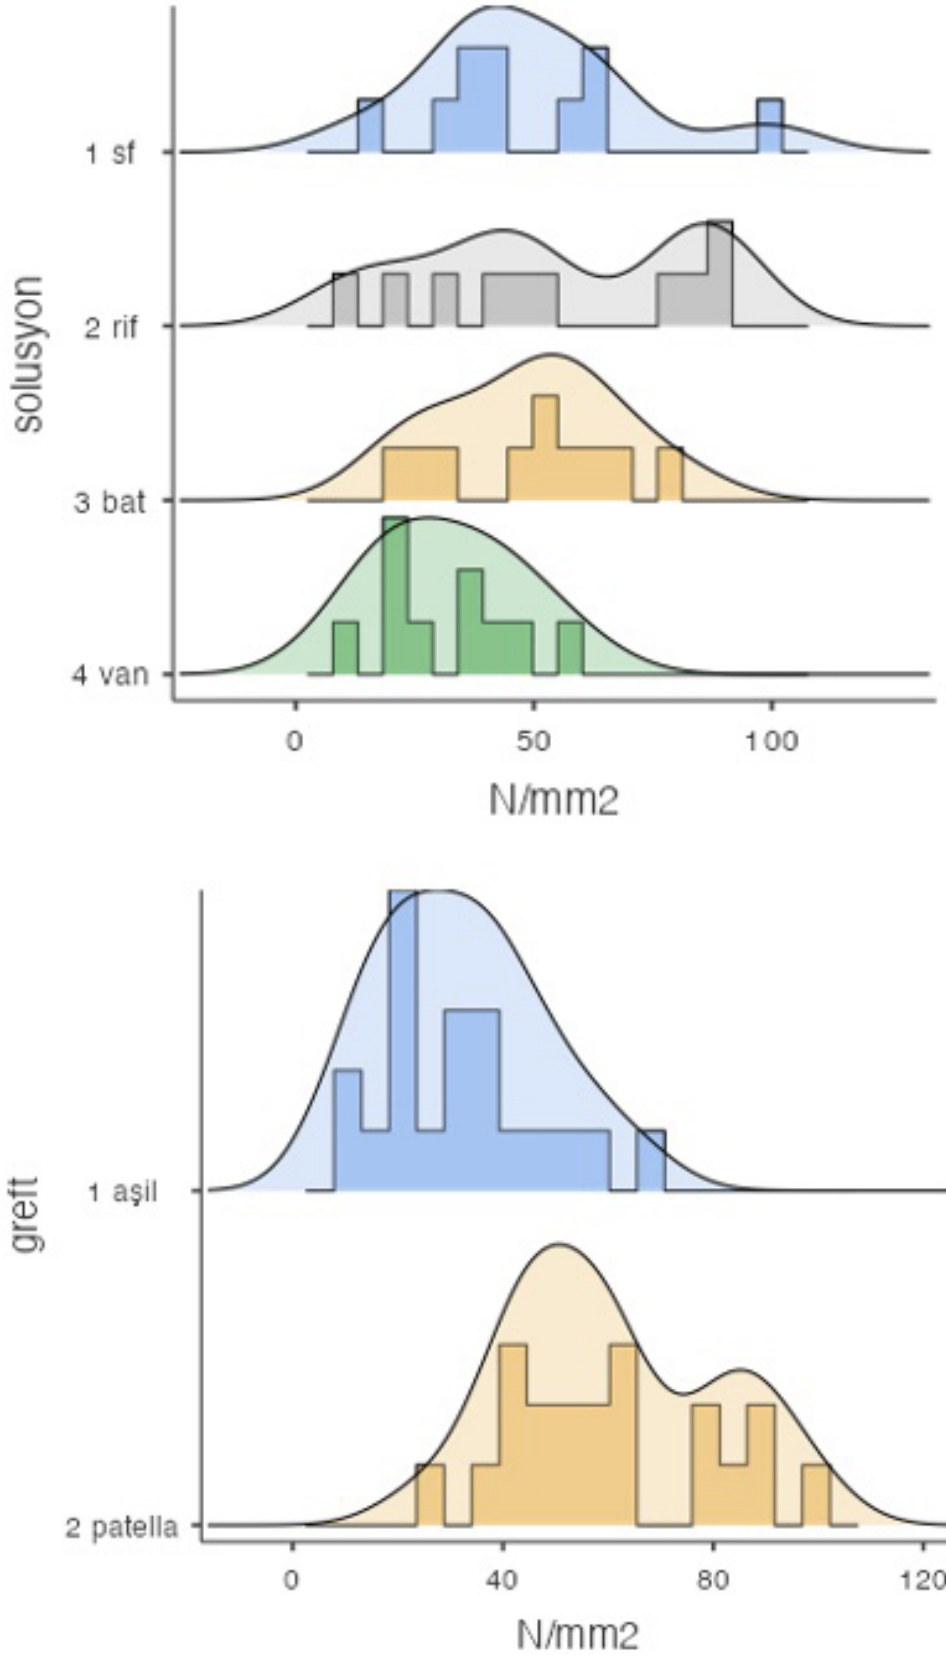 solusyon
1 sf
2 rif
3 bat
4 van
0 50 100
N/mm2
greft
1 aşil
2 patella
0 40 80 120
N/mm2